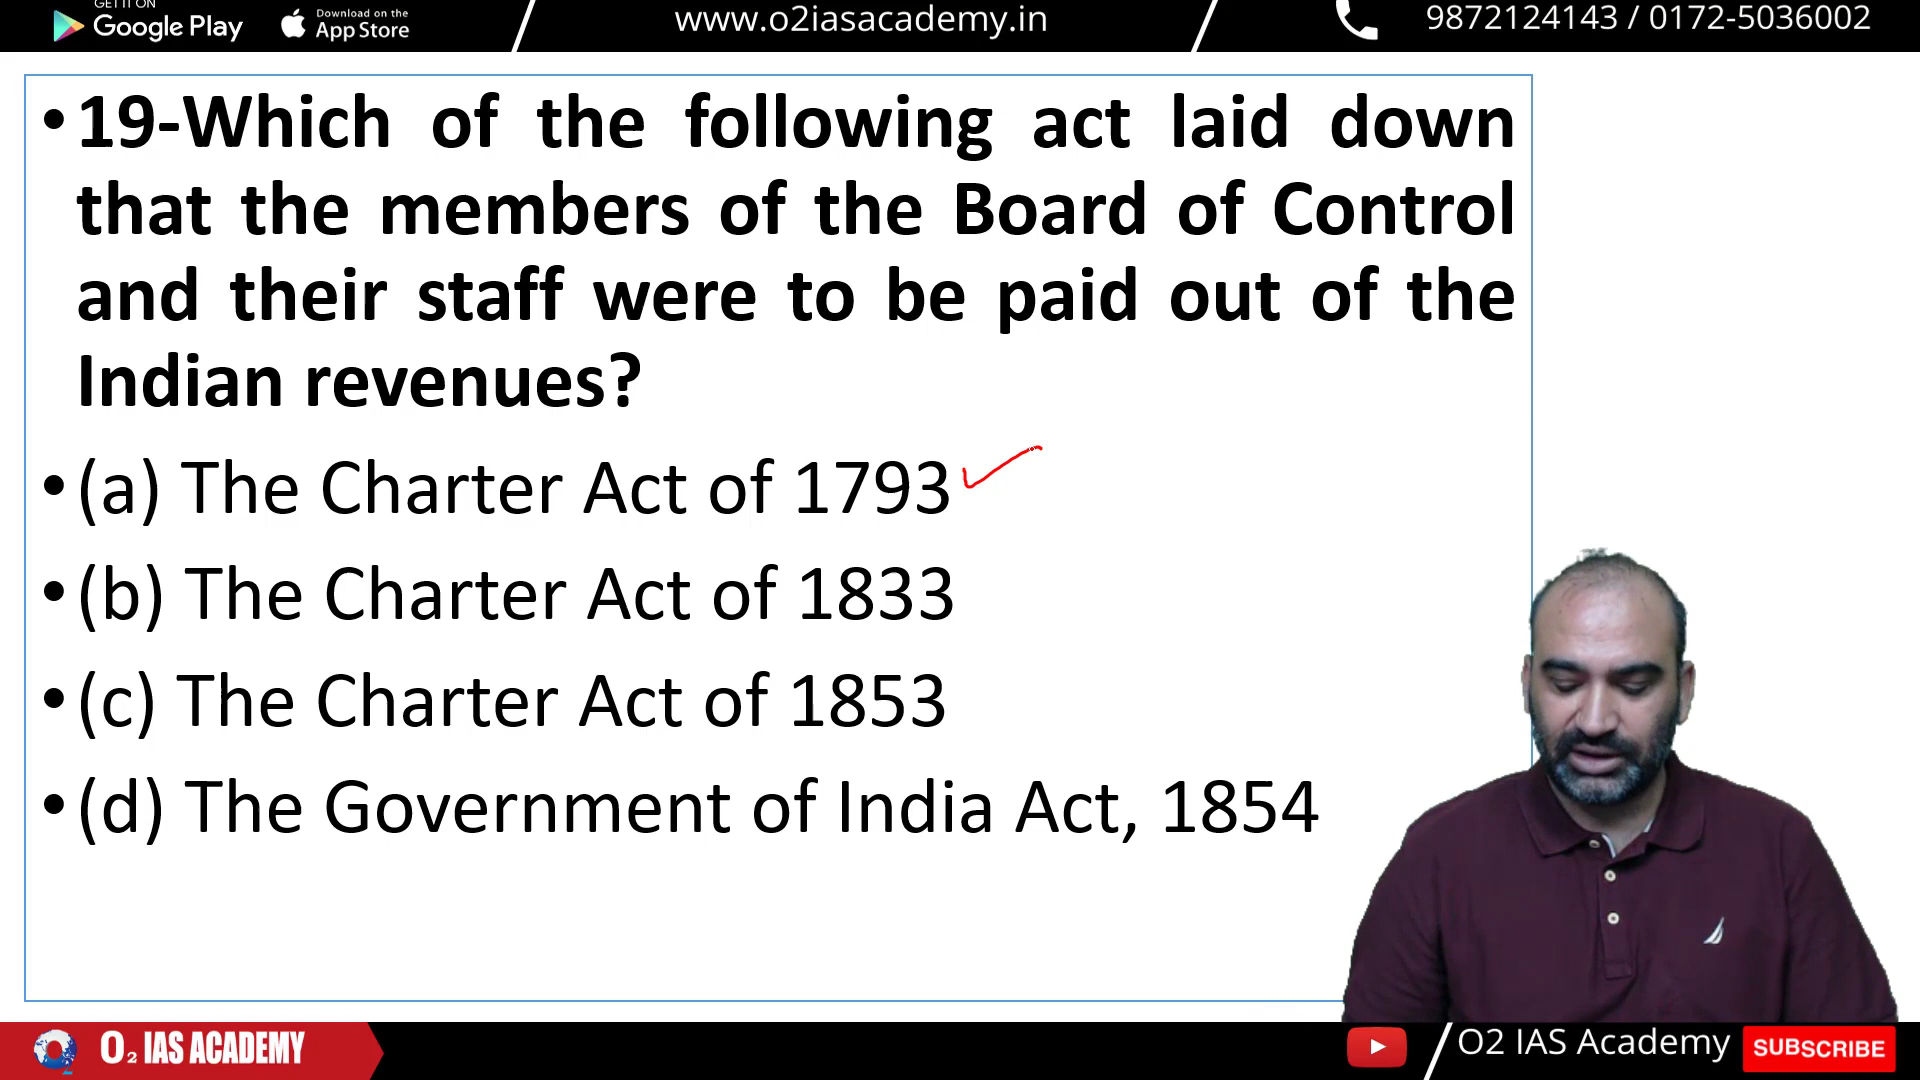 GET IT ON
Google Play
Download on the
App Store
www.o2iasacademy.in
9872124143 / 0172-5036002
•19-Which of the following act laid down
that the members of the Board of Control
and their staff were to be paid out of the
Indian revenues?
•(a) The Charter Act of 1793
•(b) The Charter Act of 1833
•(c) The Charter Act of 1853
•(d) The Government of India Act, 1854
O2 IAS ACADEMY
O2 IAS Academy
SUBSCRIBE